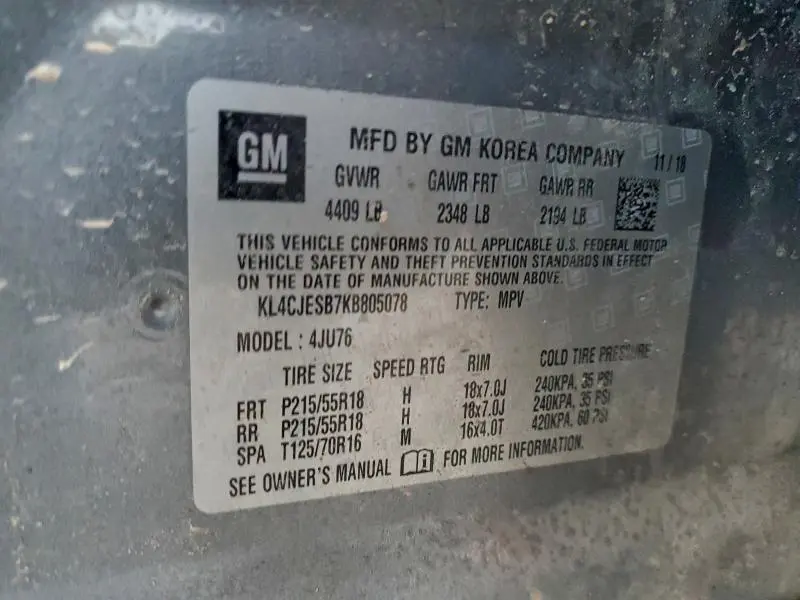 GM
MFD BY GM KOREA COMPANY 11/18
GVWR GAWR FRT GAWR RR
4409 LB 2348 LB 2194 LB
THIS VEHICLE CONFORMS TO ALL APPLICABLE U.S. FEDERAL MOTOR
VEHICLE SAFETY AND THEFT PREVENTION STANDARDS IN EFFECT
ON THE DATE OF MANUFACTURE SHOWN ABOVE.
KL4CJESB7KB805078 TYPE: MPV
MODEL : 4JU76
TIRE SIZE SPEED RTG RIM COLD TIRE PRESSURE
FRT P215/55R18 H 18x7.0J 240KPA, 35 PSI
RR P215/55R18 H 18x7.0J 240KPA, 35 PSI
SPA T125/70R16 M 16x4.0T 420KPA, 60 PSI
SEE OWNER'S MANUAL i FOR MORE INFORMATION.